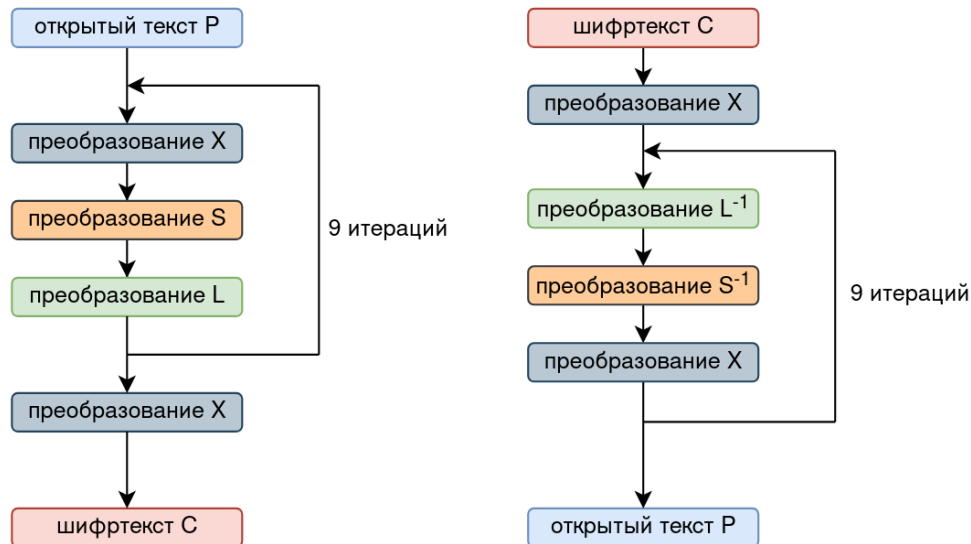 открытый текст P
преобразование X
преобразование S
9 итераций
преобразование L
преобразование X
шифртекст C
шифртекст C
преобразование X
преобразование L⁻¹
преобразование S⁻¹
9 итераций
преобразование X
открытый текст P